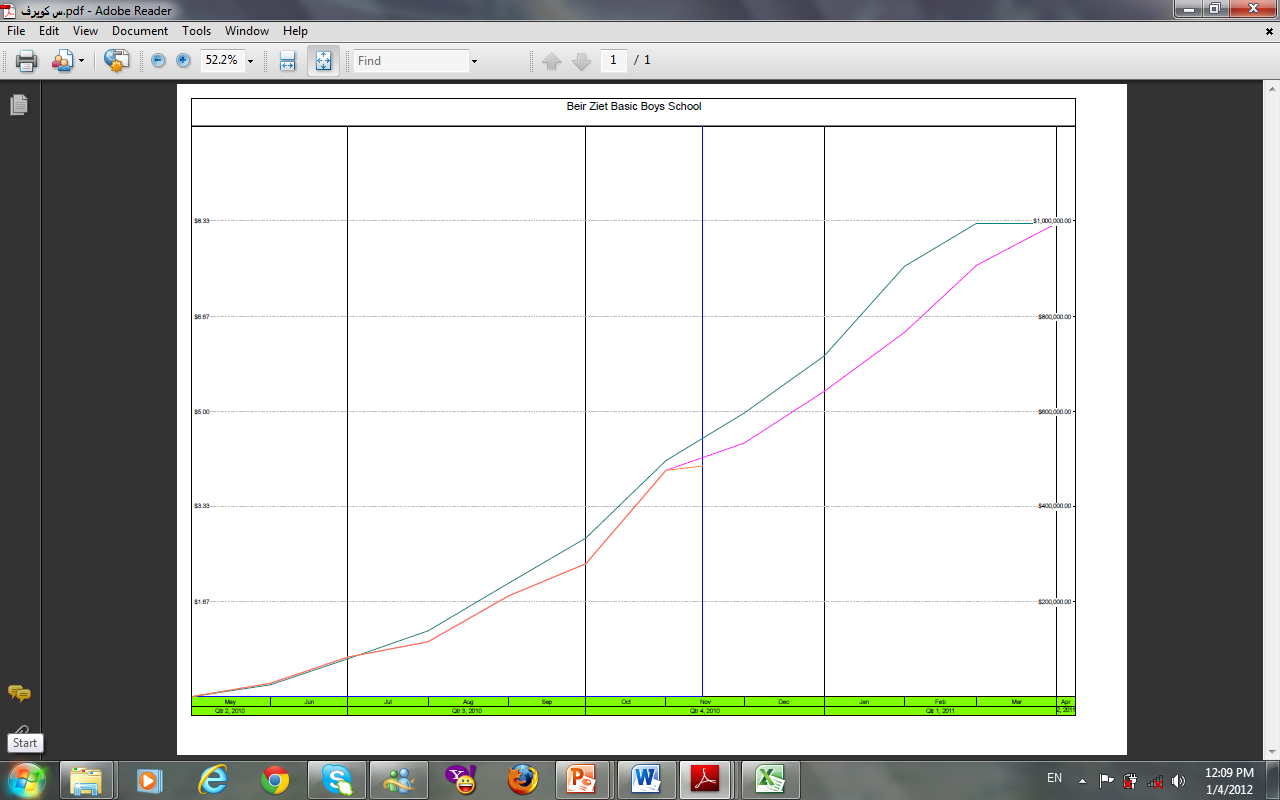 س كويرف.pdf - Adobe Reader
File Edit View Document Tools Window Help
52.2% Find 1 / 1
Beir Ziet Basic Boys School
$8.33 $1,000,000.00
$6.67 $800,000.00
$5.00 $600,000.00
$3.33 $400,000.00
$1.67 $200,000.00
May Jun Jul Aug Sep Oct Nov Dec Jan Feb Mar Apr
Qtr 2, 2010 Qtr 3, 2010 Qtr 4, 2010 Qtr 1, 2011 2, 2011
Start
EN 12:09 PM
1/4/2012